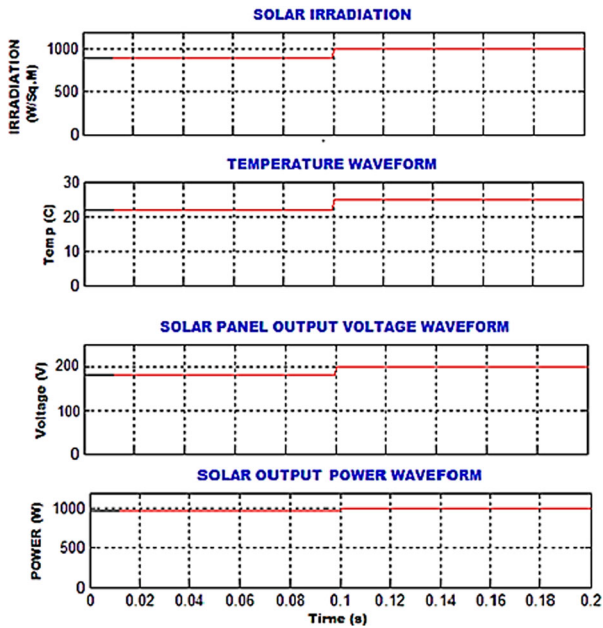 SOLAR IRRADIATION
IRRADIATION
(W/Sq.M)
1000
500
0
TEMPERATURE WAVEFORM
Temp (C)
30
20
10
0
SOLAR PANEL OUTPUT VOLTAGE WAVEFORM
Voltage (V)
200
100
0
SOLAR OUTPUT POWER WAVEFORM
POWER (W)
1000
500
0
0 0.02 0.04 0.06 0.08 0.1 0.12 0.14 0.16 0.18 0.2
Time (s)